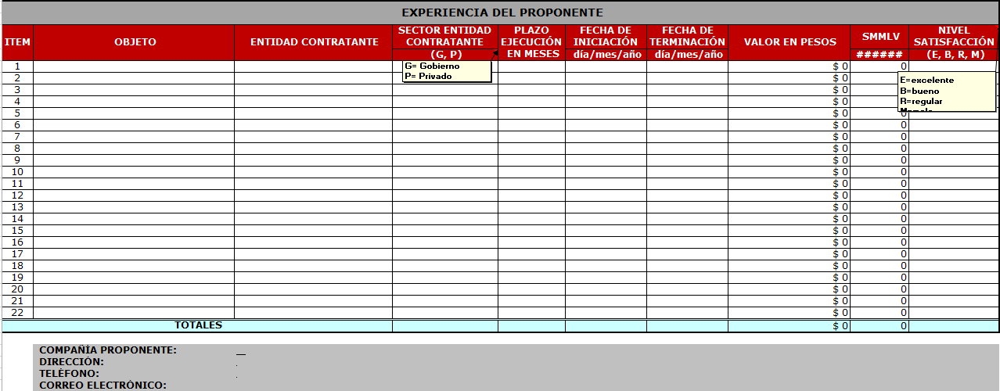 EXPERIENCIA DEL PROPONENTE
ITEM OBJETO ENTIDAD CONTRATANTE SECTOR ENTIDAD CONTRATANTE PLAZO EJECUCIÓN EN MESES FECHA DE INICIACIÓN FECHA DE TERMINACIÓN VALOR EN PESOS SMMLV NIVEL SATISFACCIÓN
(G, P) día/mes/año día/mes/año ###### (E, B, R, M)
G= Gobierno
P= Privado
E=excelente
B=bueno
R=regular
1 $ 0 0
2 $ 0
3 $ 0
4 $ 0
5 $ 0 0
6 $ 0 0
7 $ 0 0
8 $ 0 0
9 $ 0 0
10 $ 0 0
11 $ 0 0
12 $ 0 0
13 $ 0 0
14 $ 0 0
15 $ 0 0
16 $ 0 0
17 $ 0 0
18 $ 0 0
19 $ 0 0
20 $ 0 0
21 $ 0 0
22 $ 0 0
TOTALES $ 0 0
COMPAÑÍA PROPONENTE: __
DIRECCIÓN: .
TELÉFONO: .
CORREO ELECTRÓNICO: